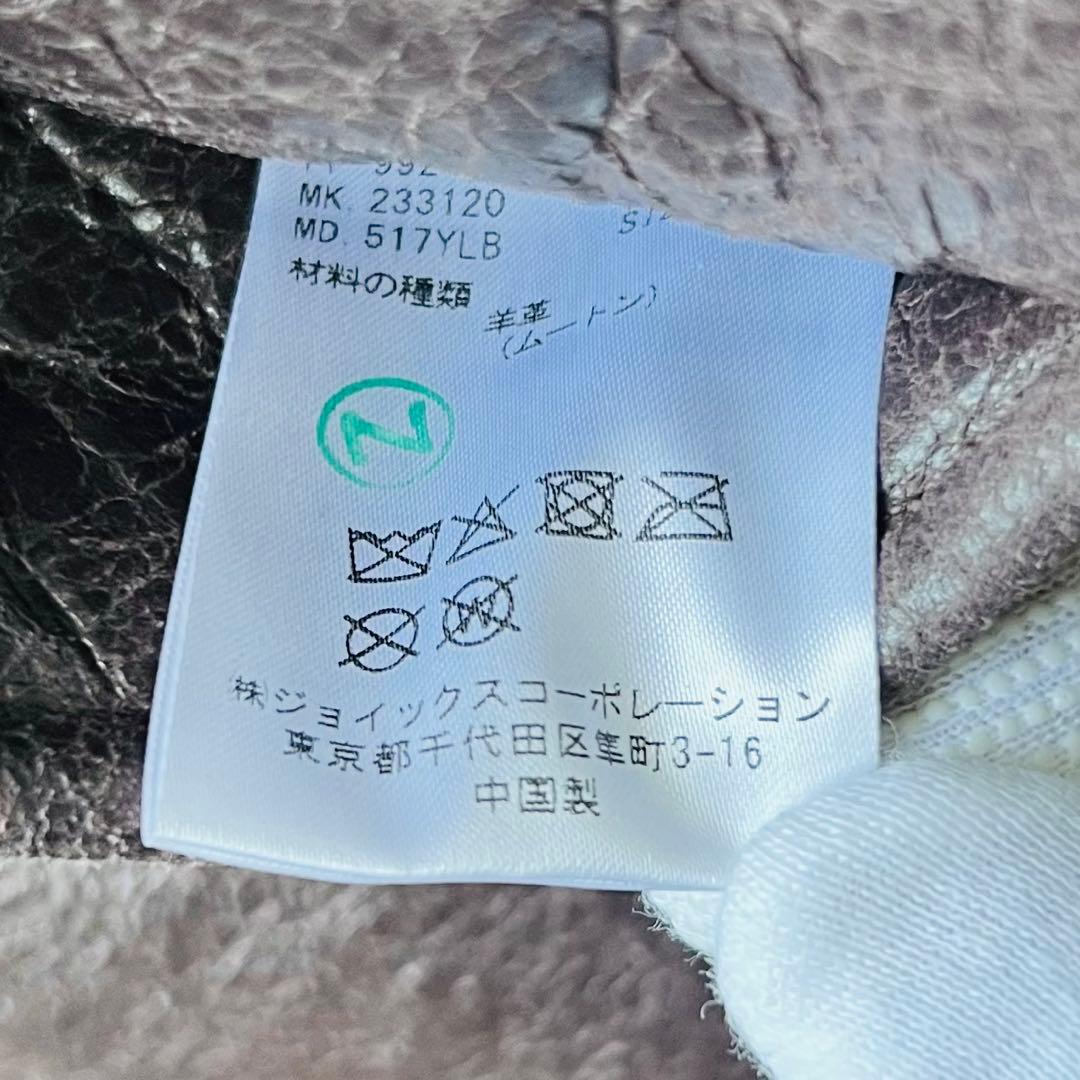 992
MK. 233120
MD. 517YLB
材料の種類
羊革
(ムートン)
Z
㈱ジョイックスコーポレーション
東京都千代田区隼町3-16
中国製